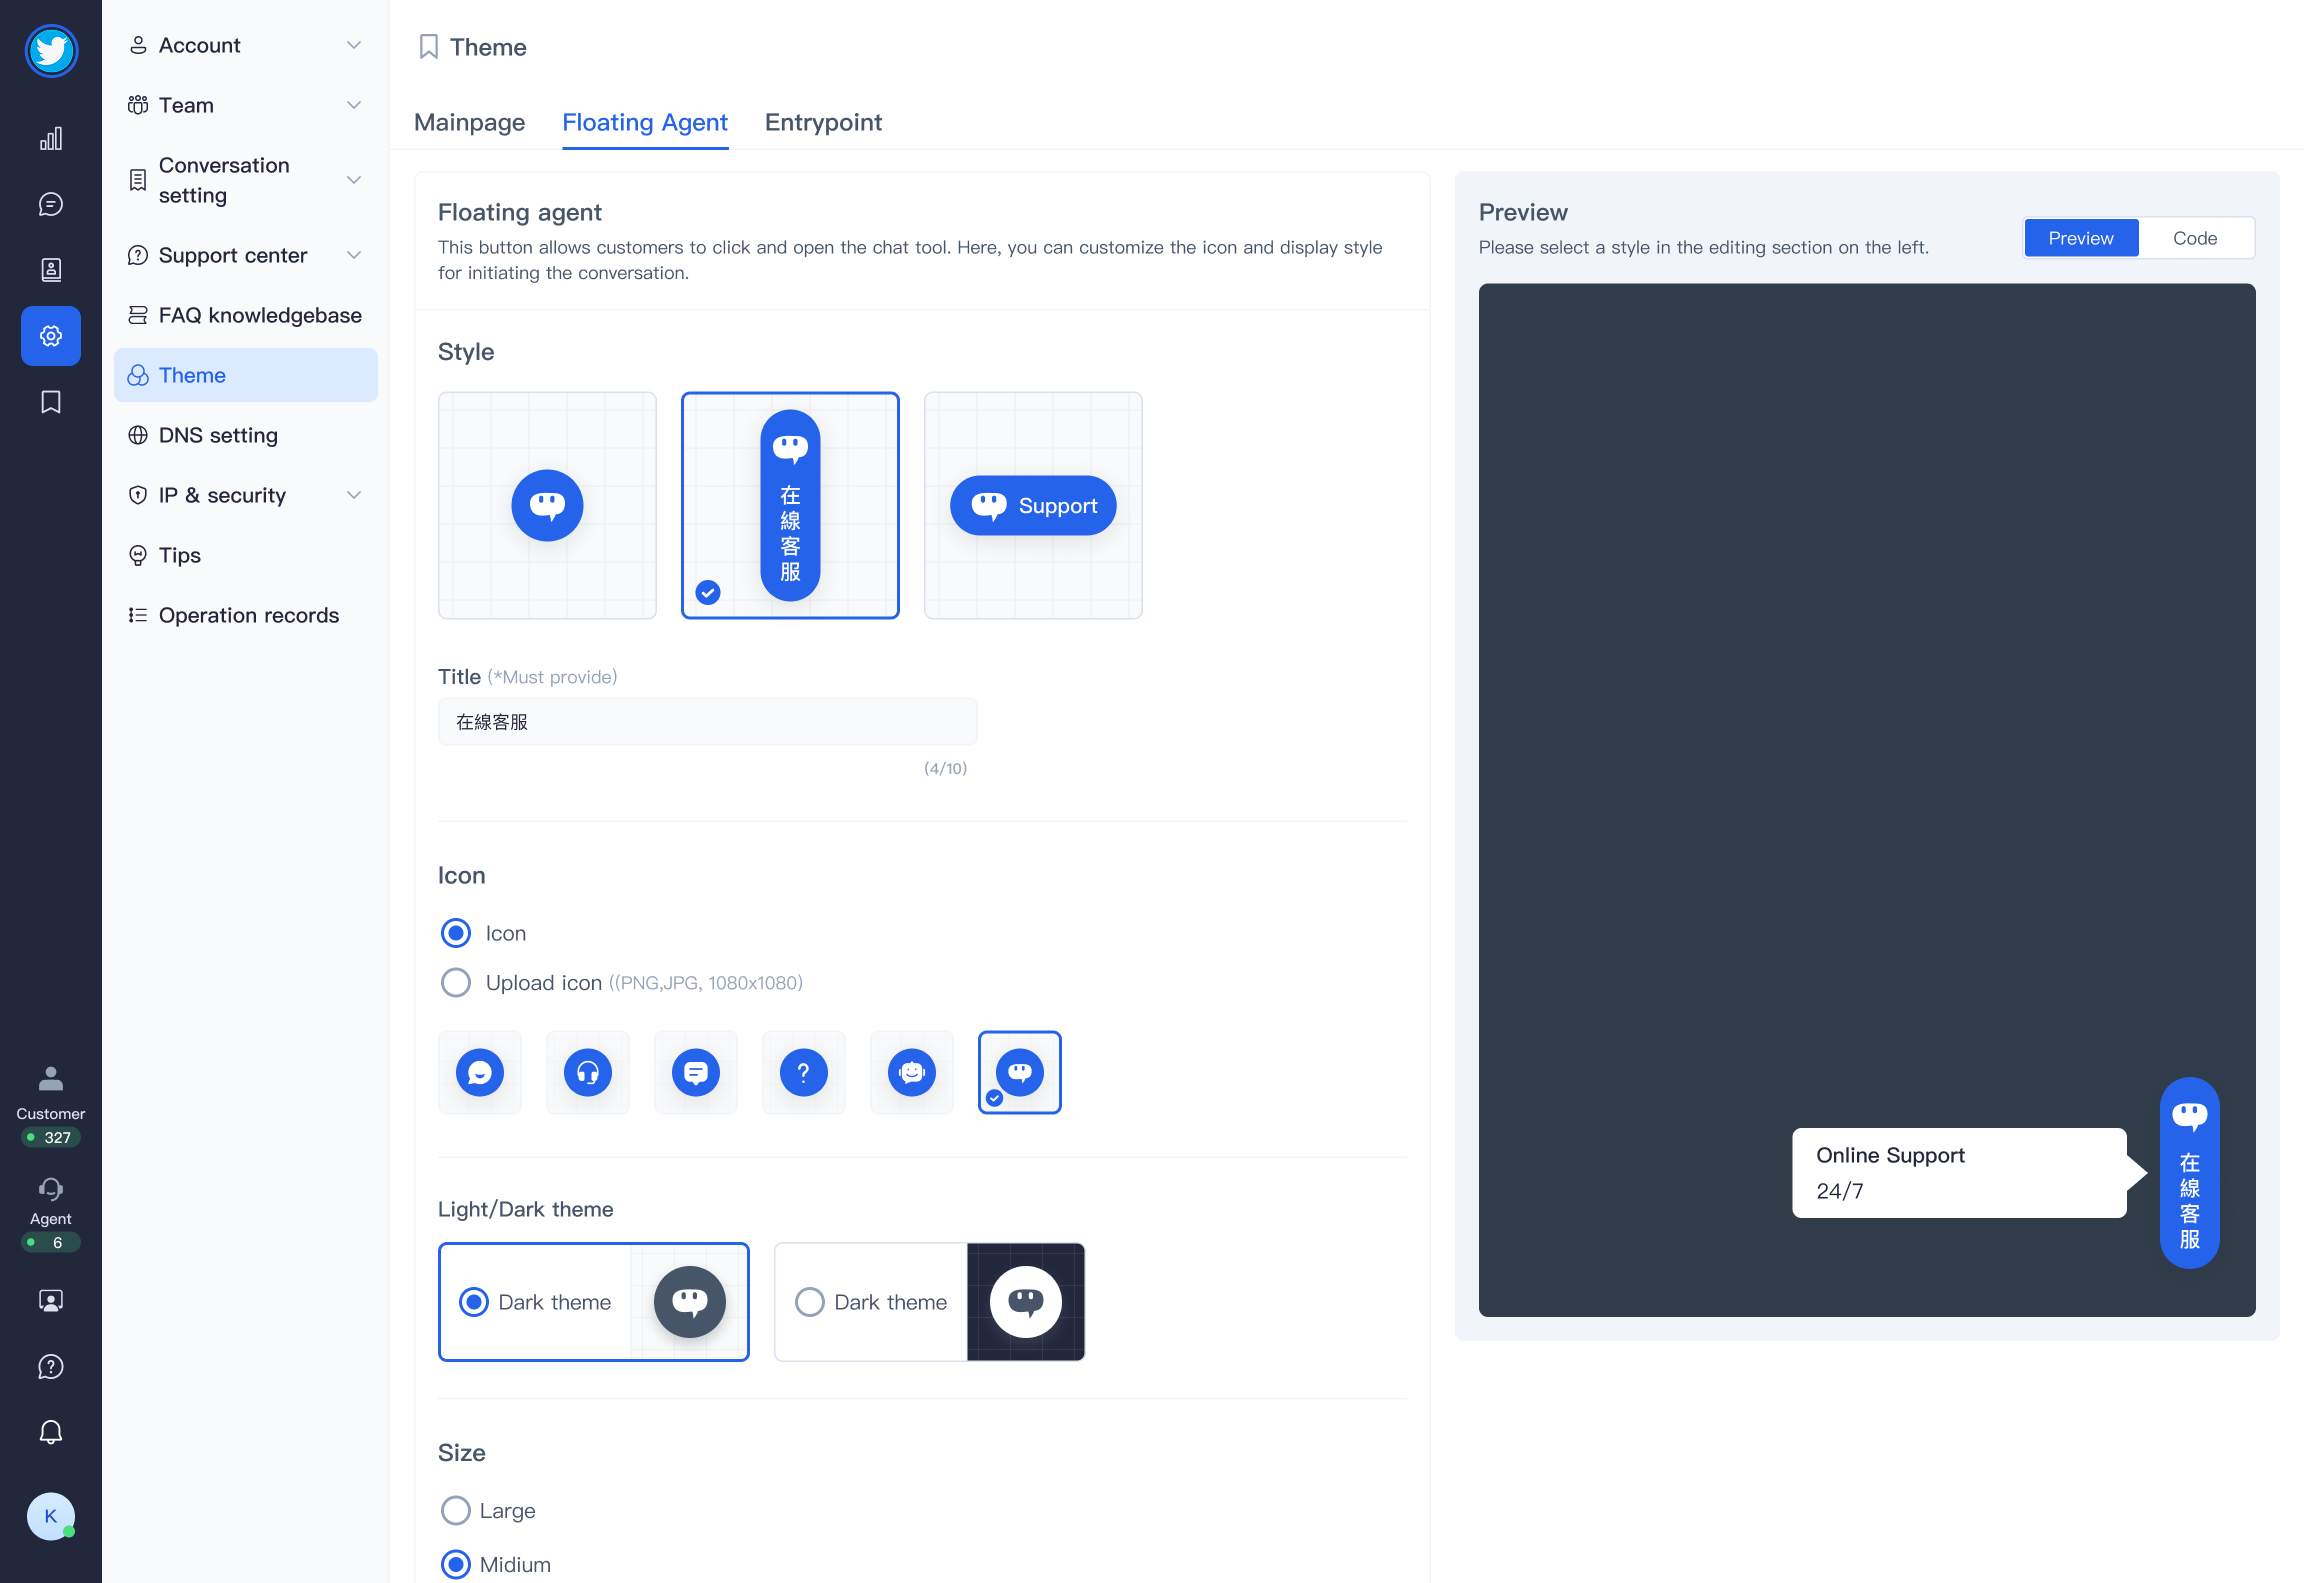 Customer
327
Agent
6
K
Account
Team
Conversation
setting
Support center
FAQ knowledgebase
Theme
DNS setting
IP & security
Tips
Operation records
Theme
Mainpage
Floating Agent
Entrypoint
Floating agent
This button allows customers to click and open the chat tool. Here, you can customize the icon and display style
for initiating the conversation.
Style
在
線
客
服
Support
Title (*Must provide)
在線客服
(4/10)
Icon
Icon
Upload icon ((PNG,JPG, 1080x1080)
?
Light/Dark theme
Dark theme
Dark theme
Size
Large
Midium
Preview
Please select a style in the editing section on the left.
Preview
Code
Online Support
24/7
在
線
客
服